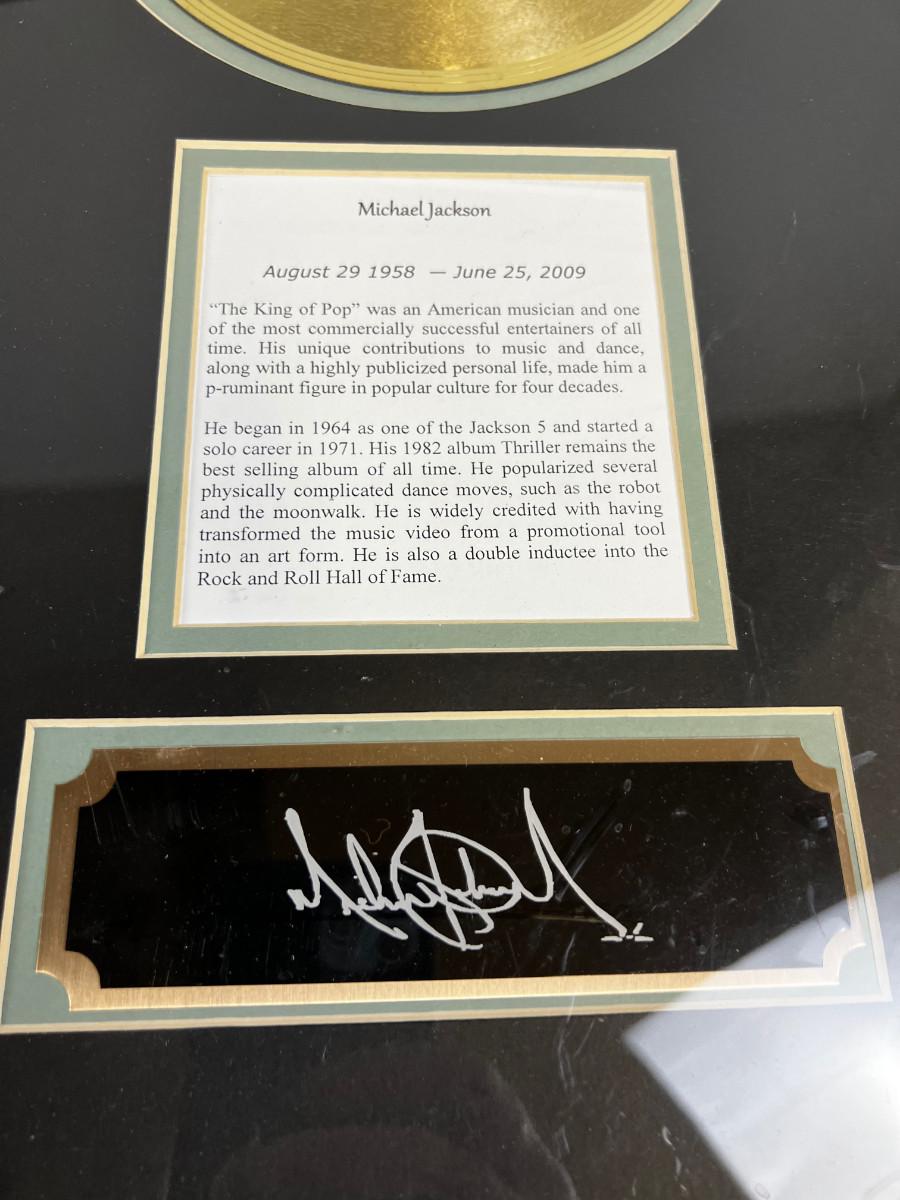 Michael Jackson
August 29 1958 — June 25, 2009
“The King of Pop” was an American musician and one
of the most commercially successful entertainers of all
time. His unique contributions to music and dance,
along with a highly publicized personal life, made him a
p-ruminant figure in popular culture for four decades.
He began in 1964 as one of the Jackson 5 and started a
solo career in 1971. His 1982 album Thriller remains the
best selling album of all time. He popularized several
physically complicated dance moves, such as the robot
and the moonwalk. He is widely credited with having
transformed the music video from a promotional tool
into an art form. He is also a double inductee into the
Rock and Roll Hall of Fame.
Michael Jackson